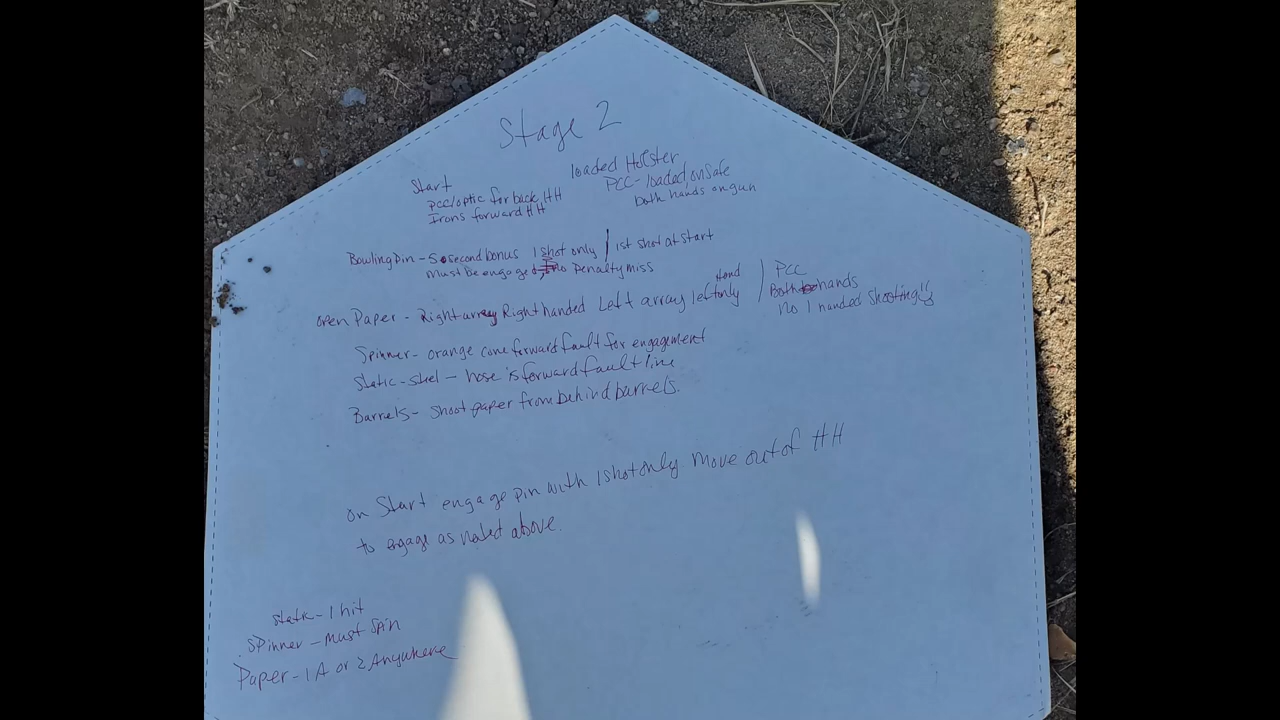 Stage 2
Start
PCC/optic far back HH
Irons forward HH
loaded Holster
PCC- loaded, on Safe
both hands on gun
Bowling Pin - 5 second bonus 1 shot only / 1st shot at Start
must be engaged, no Penalty miss
open Paper - Right array Right handed Left array left hand only
PCC
Both hands
No 1 handed shooting!!
Spinner - orange cone forward fault for engagement
Static - steel - hose is forward fault line
Barrels - Shoot paper from behind barrels.
on Start engage pin with 1 shot only Move out of HH
to engage as noted above.
Static - 1 hit
Spinner - Must Spin
Paper - 1 A or 2 Anywhere